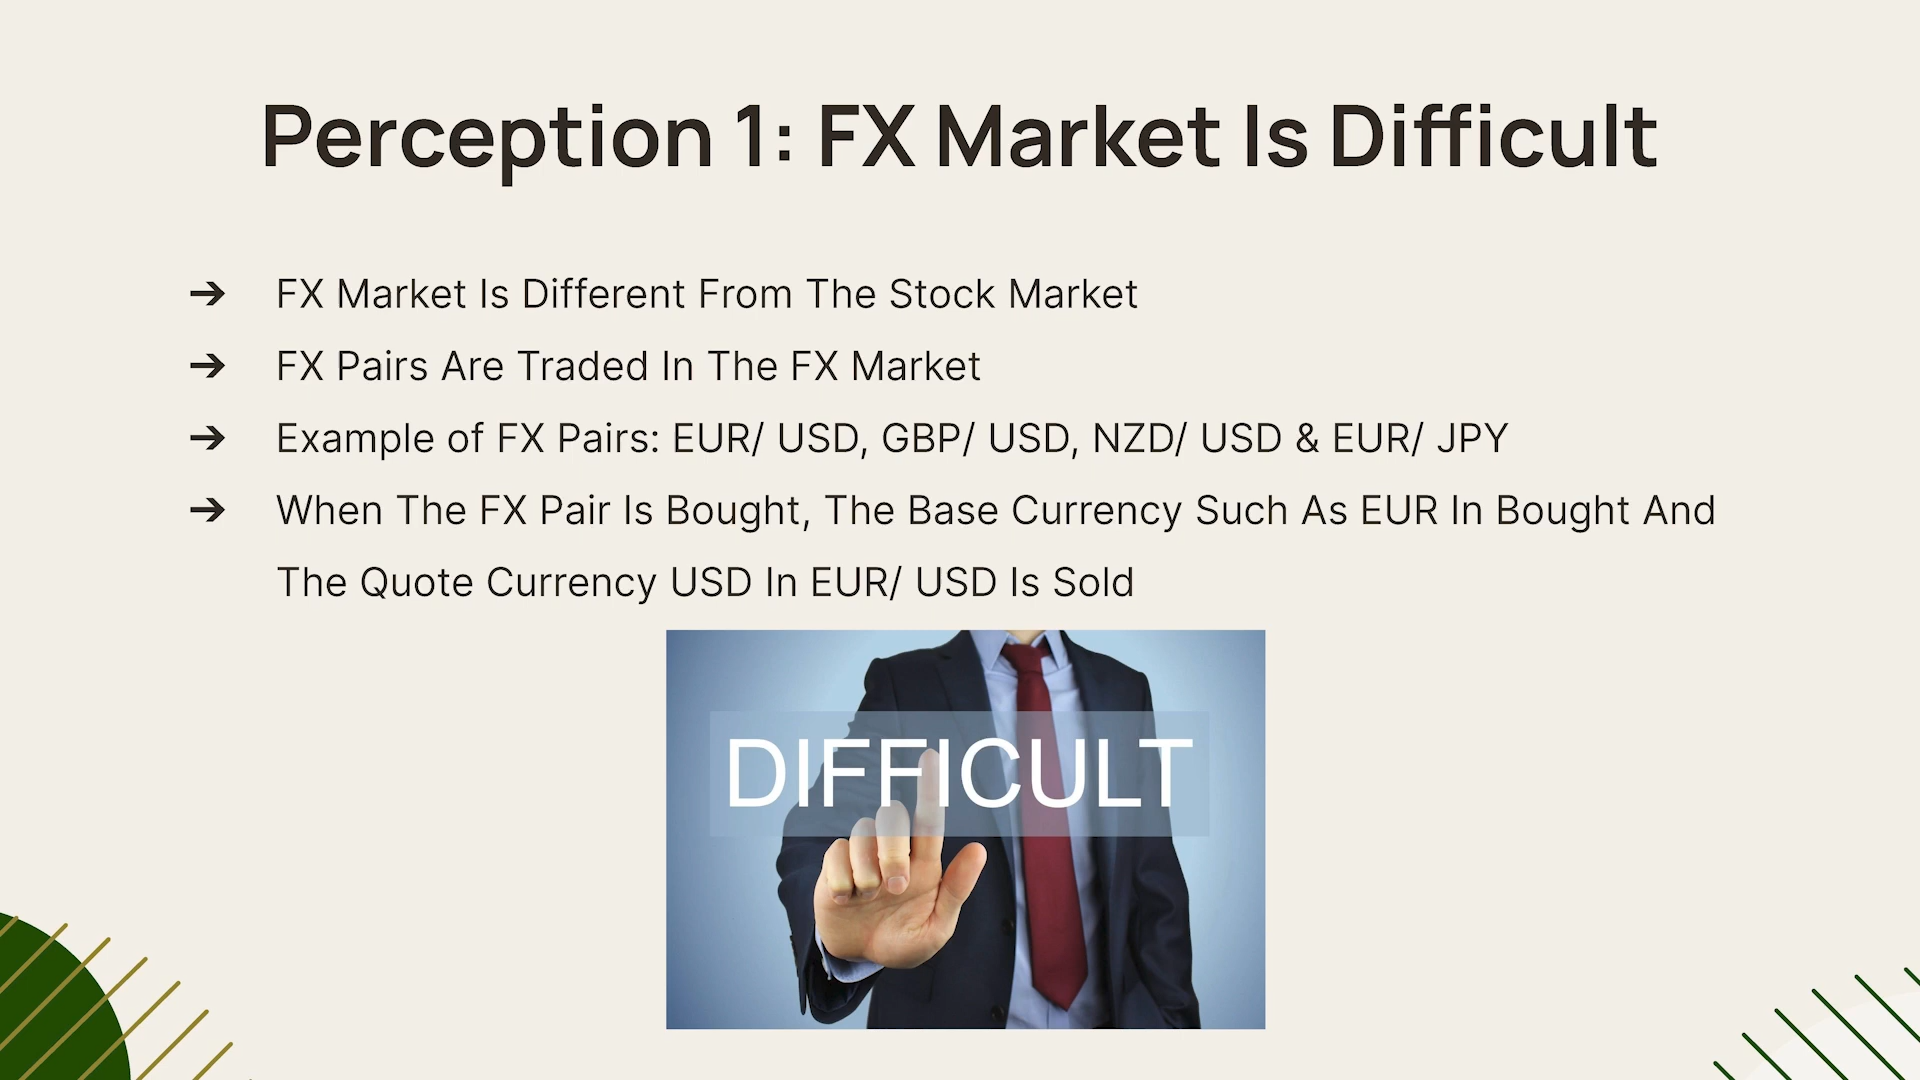 Perception 1: FX Market Is Difficult
➔ FX Market Is Different From The Stock Market
➔ FX Pairs Are Traded In The FX Market
➔ Example of FX Pairs: EUR/ USD, GBP/ USD, NZD/ USD & EUR/ JPY
➔ When The FX Pair Is Bought, The Base Currency Such As EUR In Bought And
The Quote Currency USD In EUR/ USD Is Sold
DIFFICULT